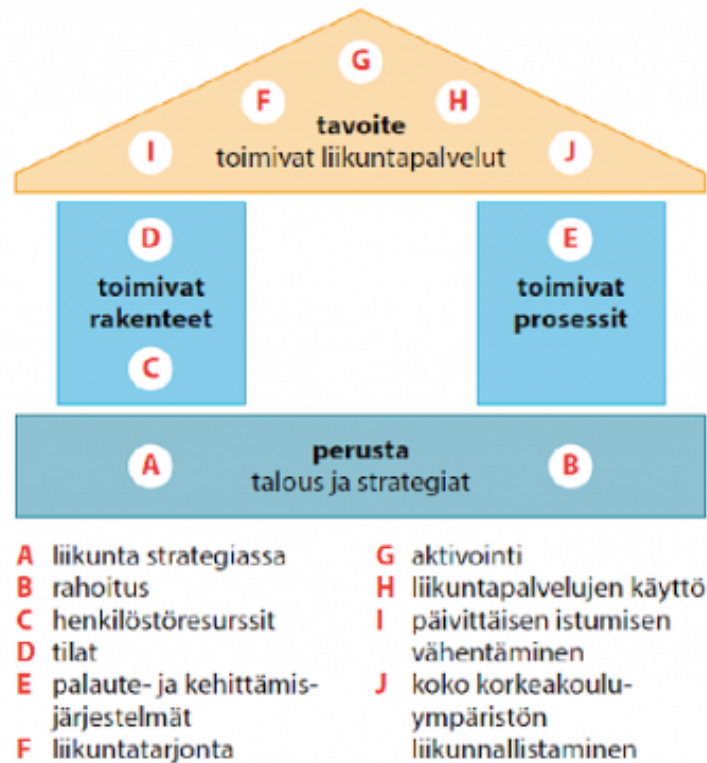 G
F
H
tavoite
I
toimivat liikuntapalvelut
J
D
E
toimivat
rakenteet
toimivat
prosessit
C
perusta
A
talous ja strategiat
B
A liikunta strategiassa
B rahoitus
C henkilöstöresurssit
D tilat
E palaute- ja kehittämis-
järjestelmät
F liikuntatarjonta
G aktivointi
H liikuntapalvelujen käyttö
I päivittäisen istumisen
vähentäminen
J koko korkeakoulu-
ympäristön
liikunnallistaminen